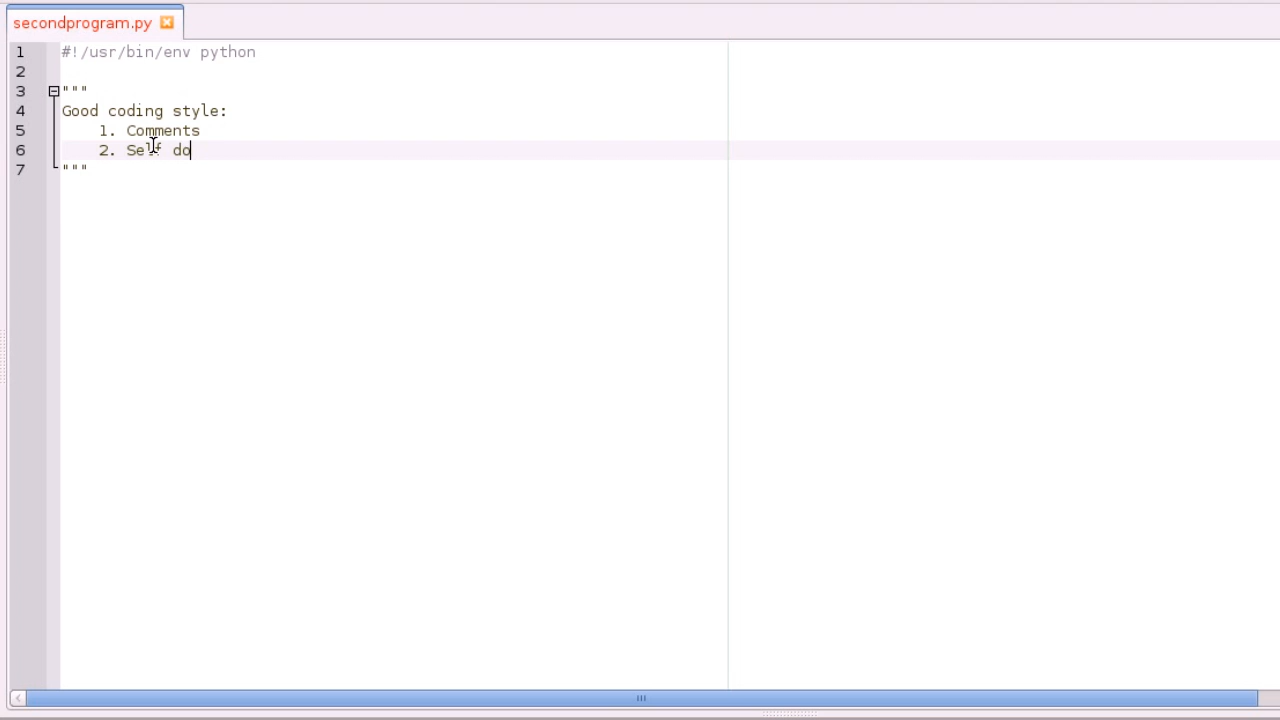 secondprogram.py
1 #!/usr/bin/env python
2
3 """
4 Good coding style:
5 1. Comments
6 2. Self do
7 """